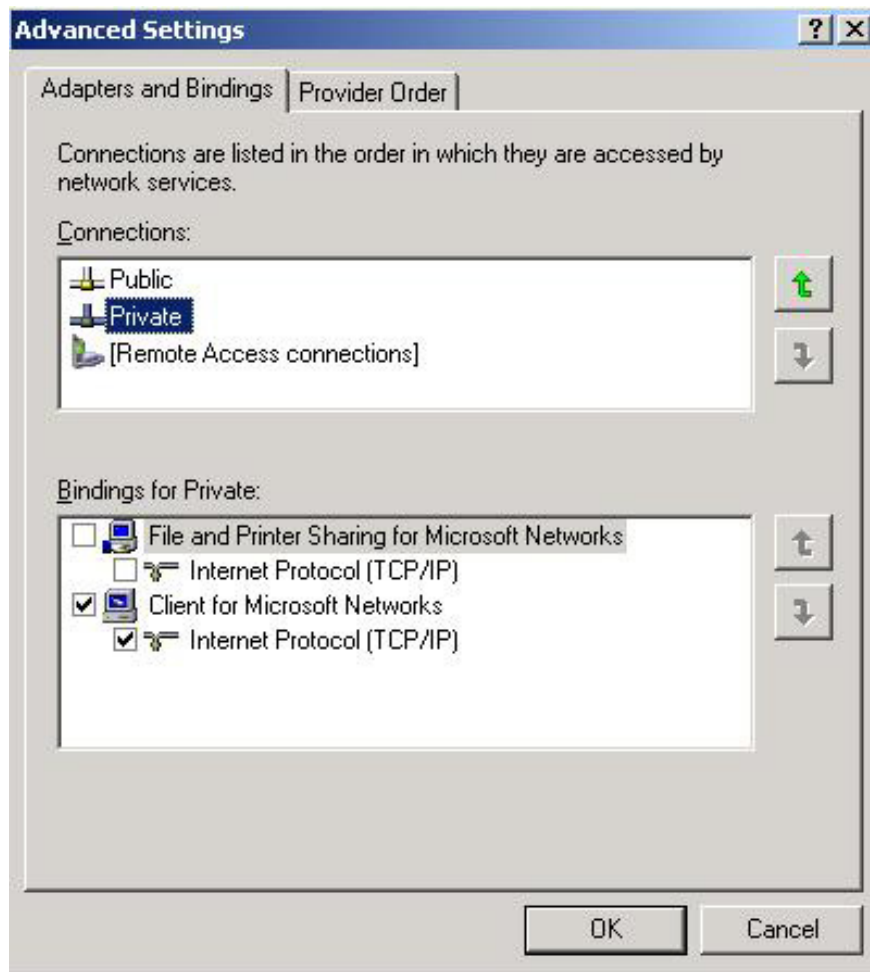 Advanced Settings
Adapters and Bindings
Provider Order
Connections are listed in the order in which they are accessed by
network services.
Connections:
Public
Private
[Remote Access connections]
Bindings for Private:
File and Printer Sharing for Microsoft Networks
Internet Protocol (TCP/IP)
Client for Microsoft Networks
Internet Protocol (TCP/IP)
OK
Cancel